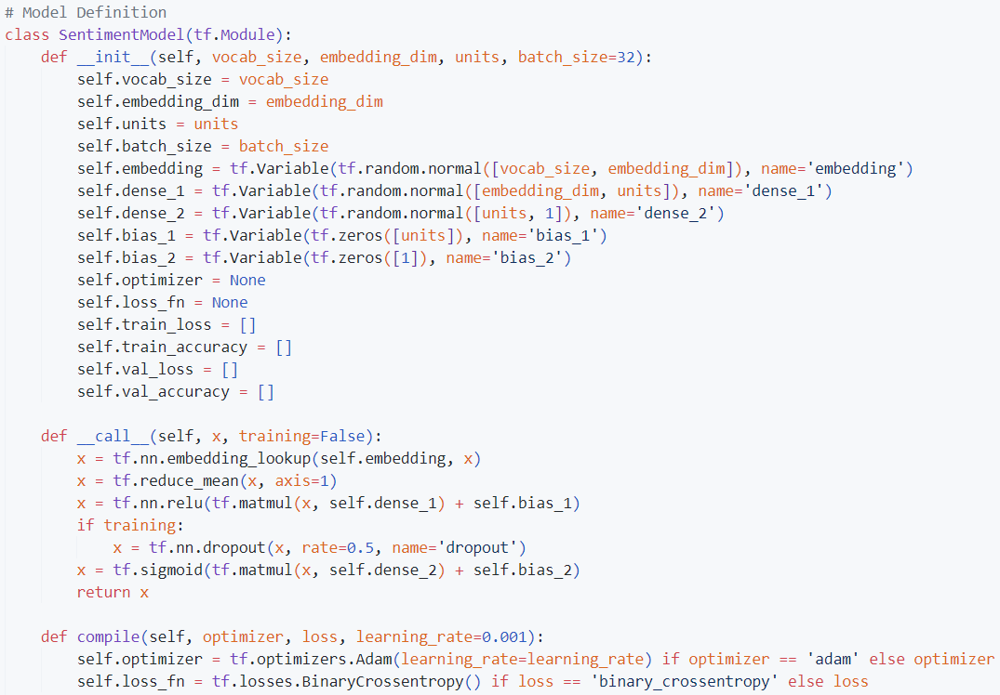 # Model Definition
class SentimentModel(tf.Module):
    def __init__(self, vocab_size, embedding_dim, units, batch_size=32):
        self.vocab_size = vocab_size
        self.embedding_dim = embedding_dim
        self.units = units
        self.batch_size = batch_size
        self.embedding = tf.Variable(tf.random.normal([vocab_size, embedding_dim]), name='embedding')
        self.dense_1 = tf.Variable(tf.random.normal([embedding_dim, units]), name='dense_1')
        self.dense_2 = tf.Variable(tf.random.normal([units, 1]), name='dense_2')
        self.bias_1 = tf.Variable(tf.zeros([units]), name='bias_1')
        self.bias_2 = tf.Variable(tf.zeros([1]), name='bias_2')
        self.optimizer = None
        self.loss_fn = None
        self.train_loss = []
        self.train_accuracy = []
        self.val_loss = []
        self.val_accuracy = []
    def __call__(self, x, training=False):
        x = tf.nn.embedding_lookup(self.embedding, x)
        x = tf.reduce_mean(x, axis=1)
        x = tf.nn.relu(tf.matmul(x, self.dense_1) + self.bias_1)
        if training:
            x = tf.nn.dropout(x, rate=0.5, name='dropout')
        x = tf.sigmoid(tf.matmul(x, self.dense_2) + self.bias_2)
        return x
    def compile(self, optimizer, loss, learning_rate=0.001):
        self.optimizer = tf.optimizers.Adam(learning_rate=learning_rate) if optimizer == 'adam' else optimizer
        self.loss_fn = tf.losses.BinaryCrossentropy() if loss == 'binary_crossentropy' else loss